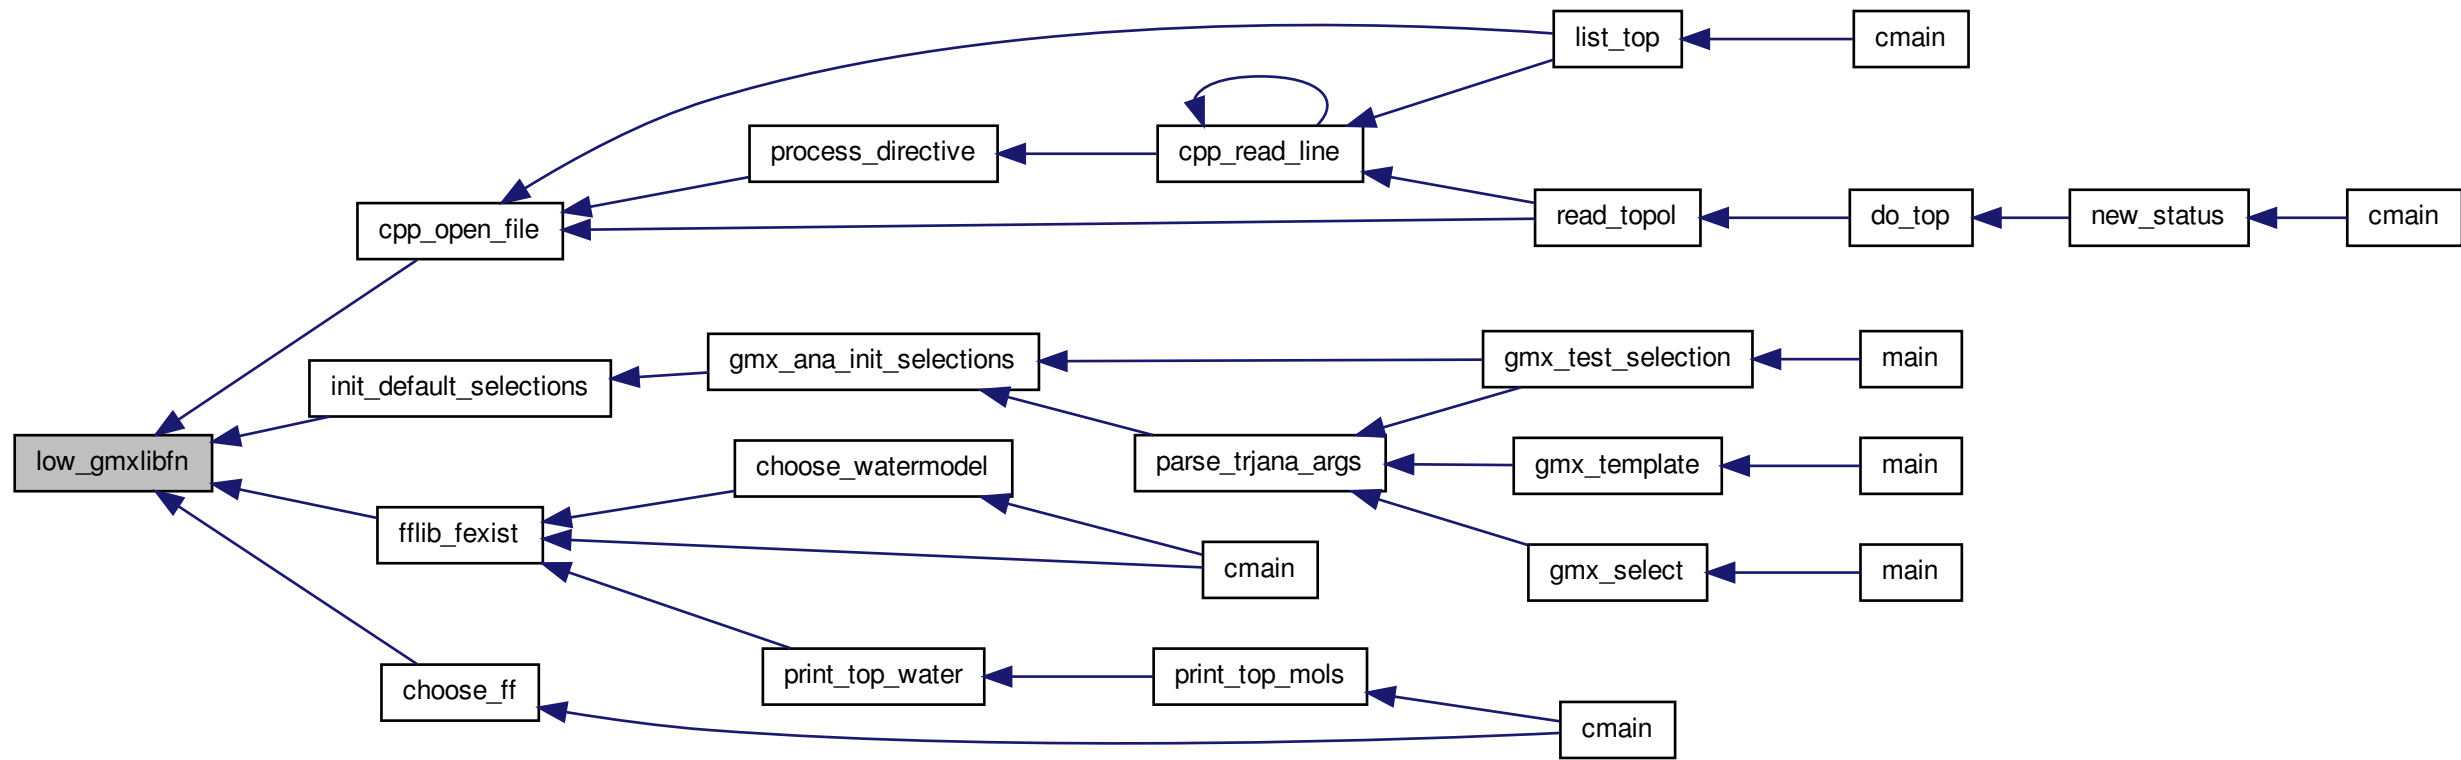 list_top
cmain
process_directive
cpp_read_line
cpp_open_file
read_topol
do_top
new_status
cmain
init_default_selections
gmx_ana_init_selections
gmx_test_selection
main
low_gmxlibfn
choose_watermodel
parse_trjana_args
gmx_template
main
fflib_fexist
cmain
gmx_select
main
choose_ff
print_top_water
print_top_mols
cmain